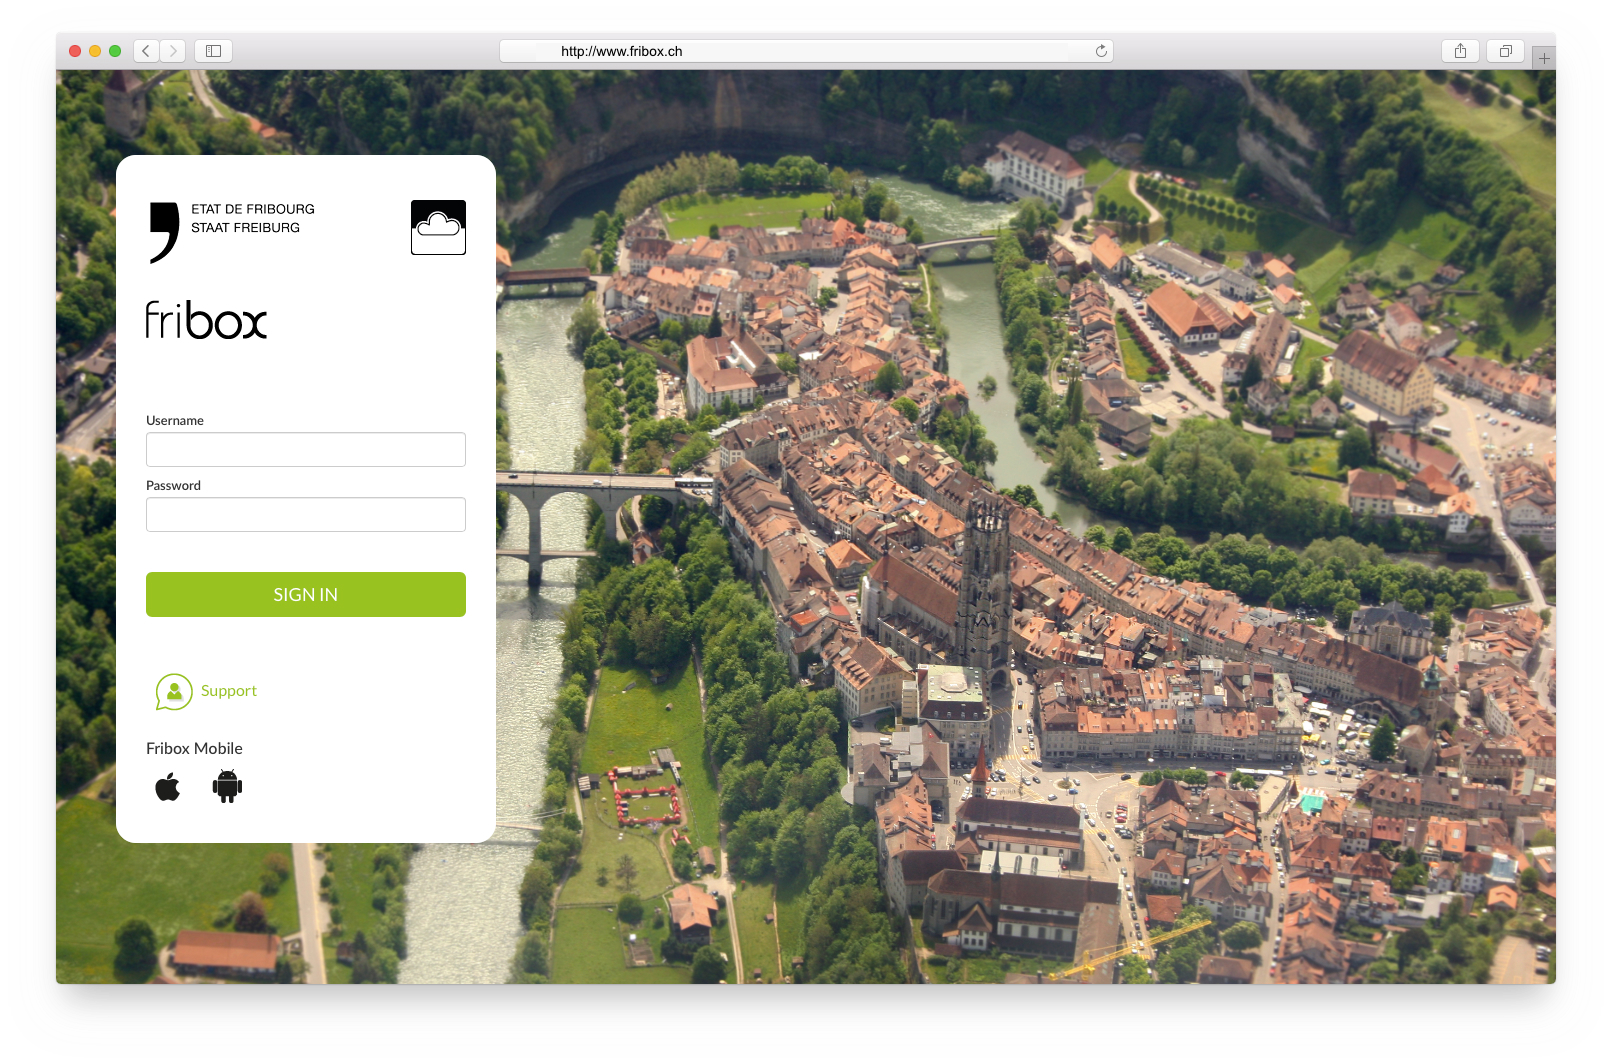 http://www.fribox.ch
ETAT DE FRIBOURG
STAAT FREIBURG
fribox
Username
Password
SIGN IN
Support
Fribox Mobile